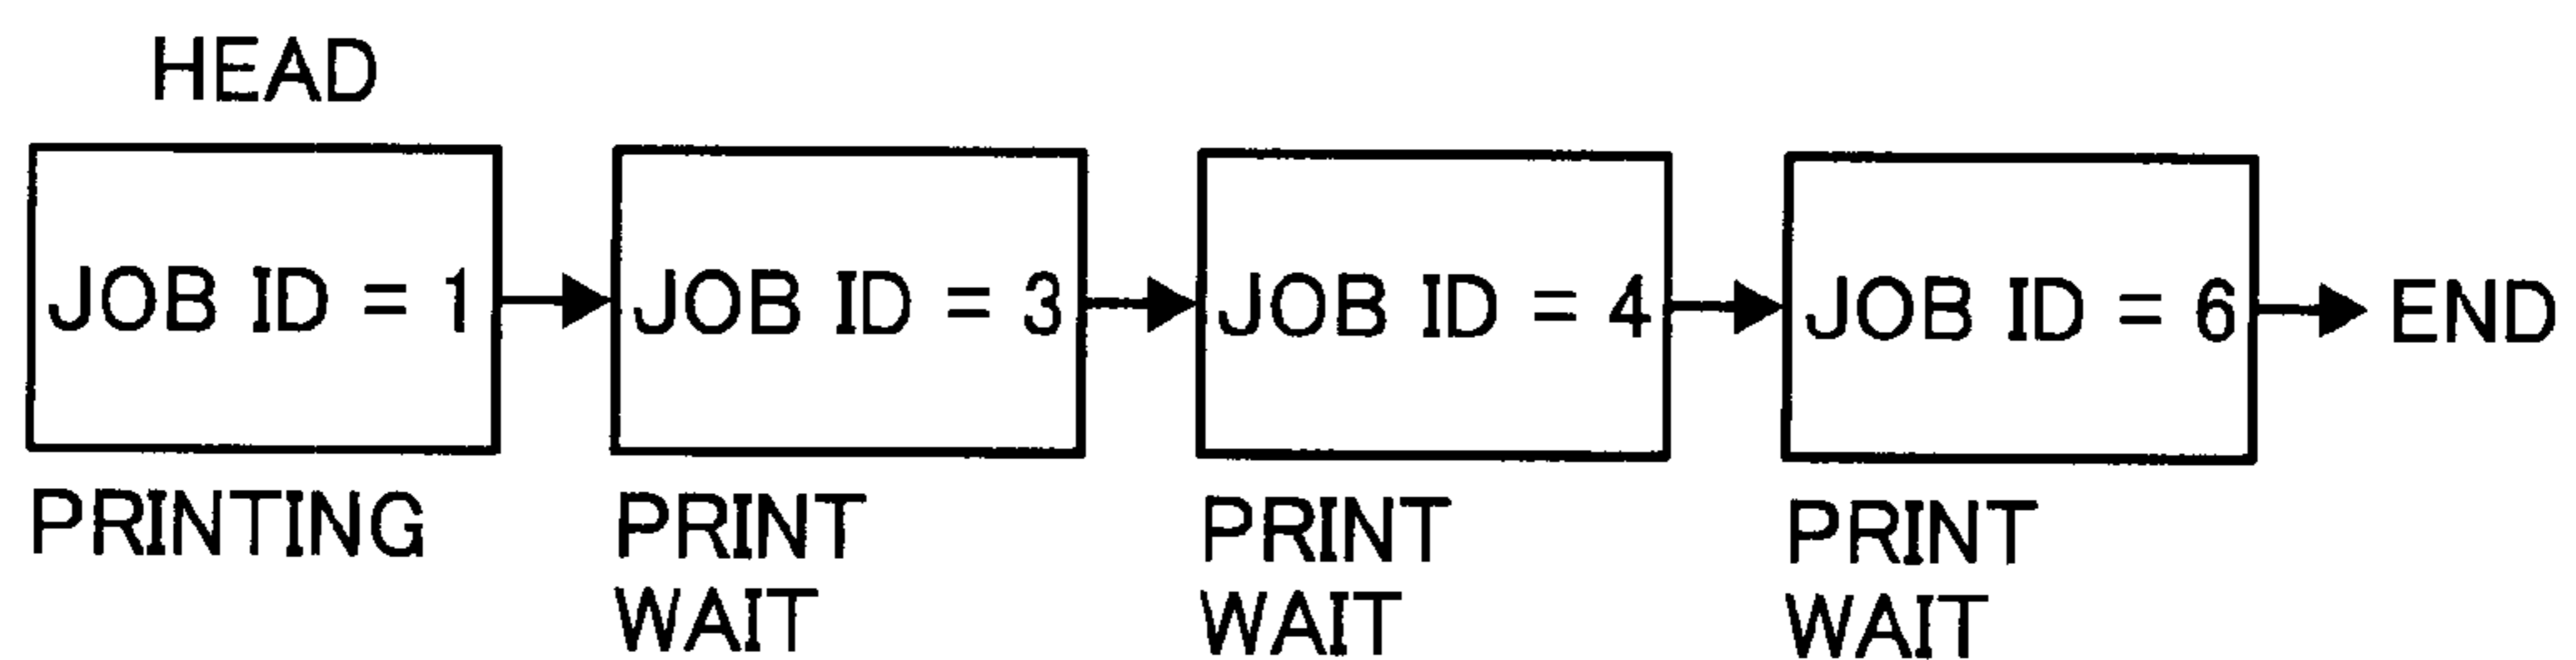 HEAD
JOB ID = 1
JOB ID = 3
JOB ID = 4
JOB ID = 6
END
PRINTING
PRINT
WAIT
PRINT
WAIT
PRINT
WAIT